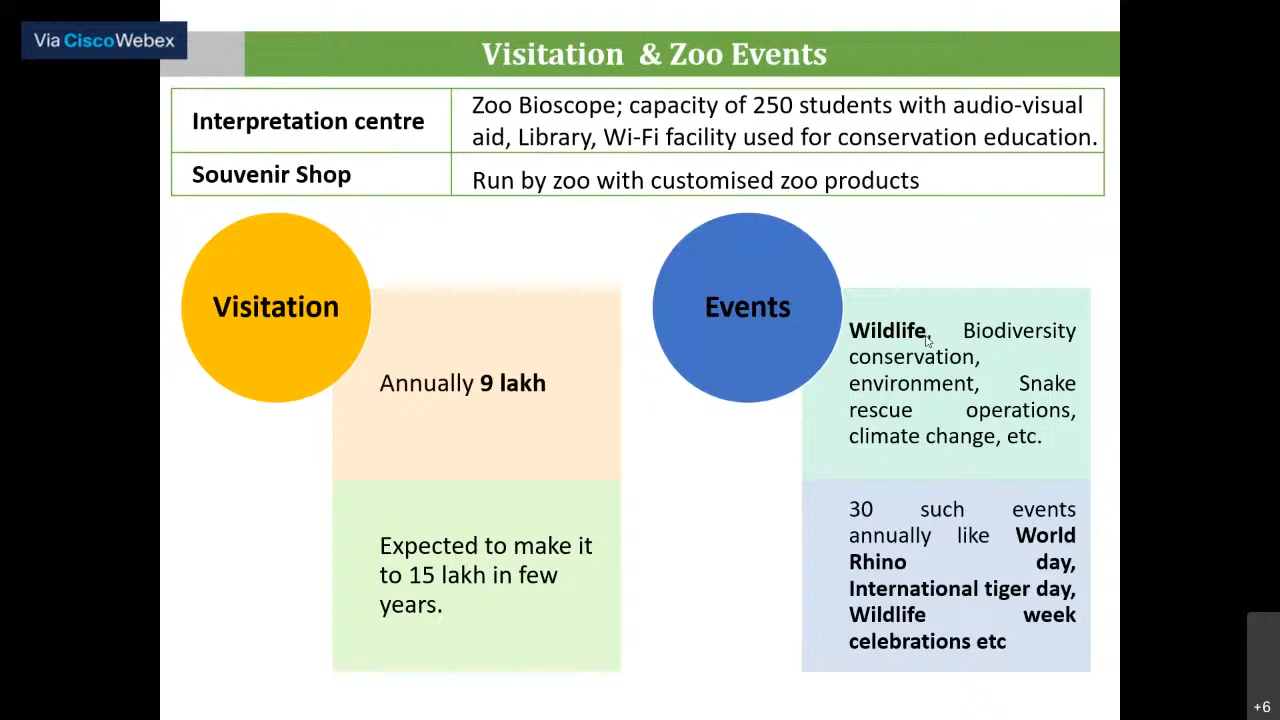 Via Cisco Webex
Visitation & Zoo Events
Interpretation centre
Zoo Bioscope; capacity of 250 students with audio-visual
aid, Library, Wi-Fi facility used for conservation education.
Souvenir Shop
Run by zoo with customised zoo products
Visitation
Annually 9 lakh
Expected to make it
to 15 lakh in few
years.
Events
Wildlife, Biodiversity
conservation,
environment, Snake
rescue operations,
climate change, etc.
30 such events
annually like World
Rhino day,
International tiger day,
Wildlife week
celebrations etc
+6